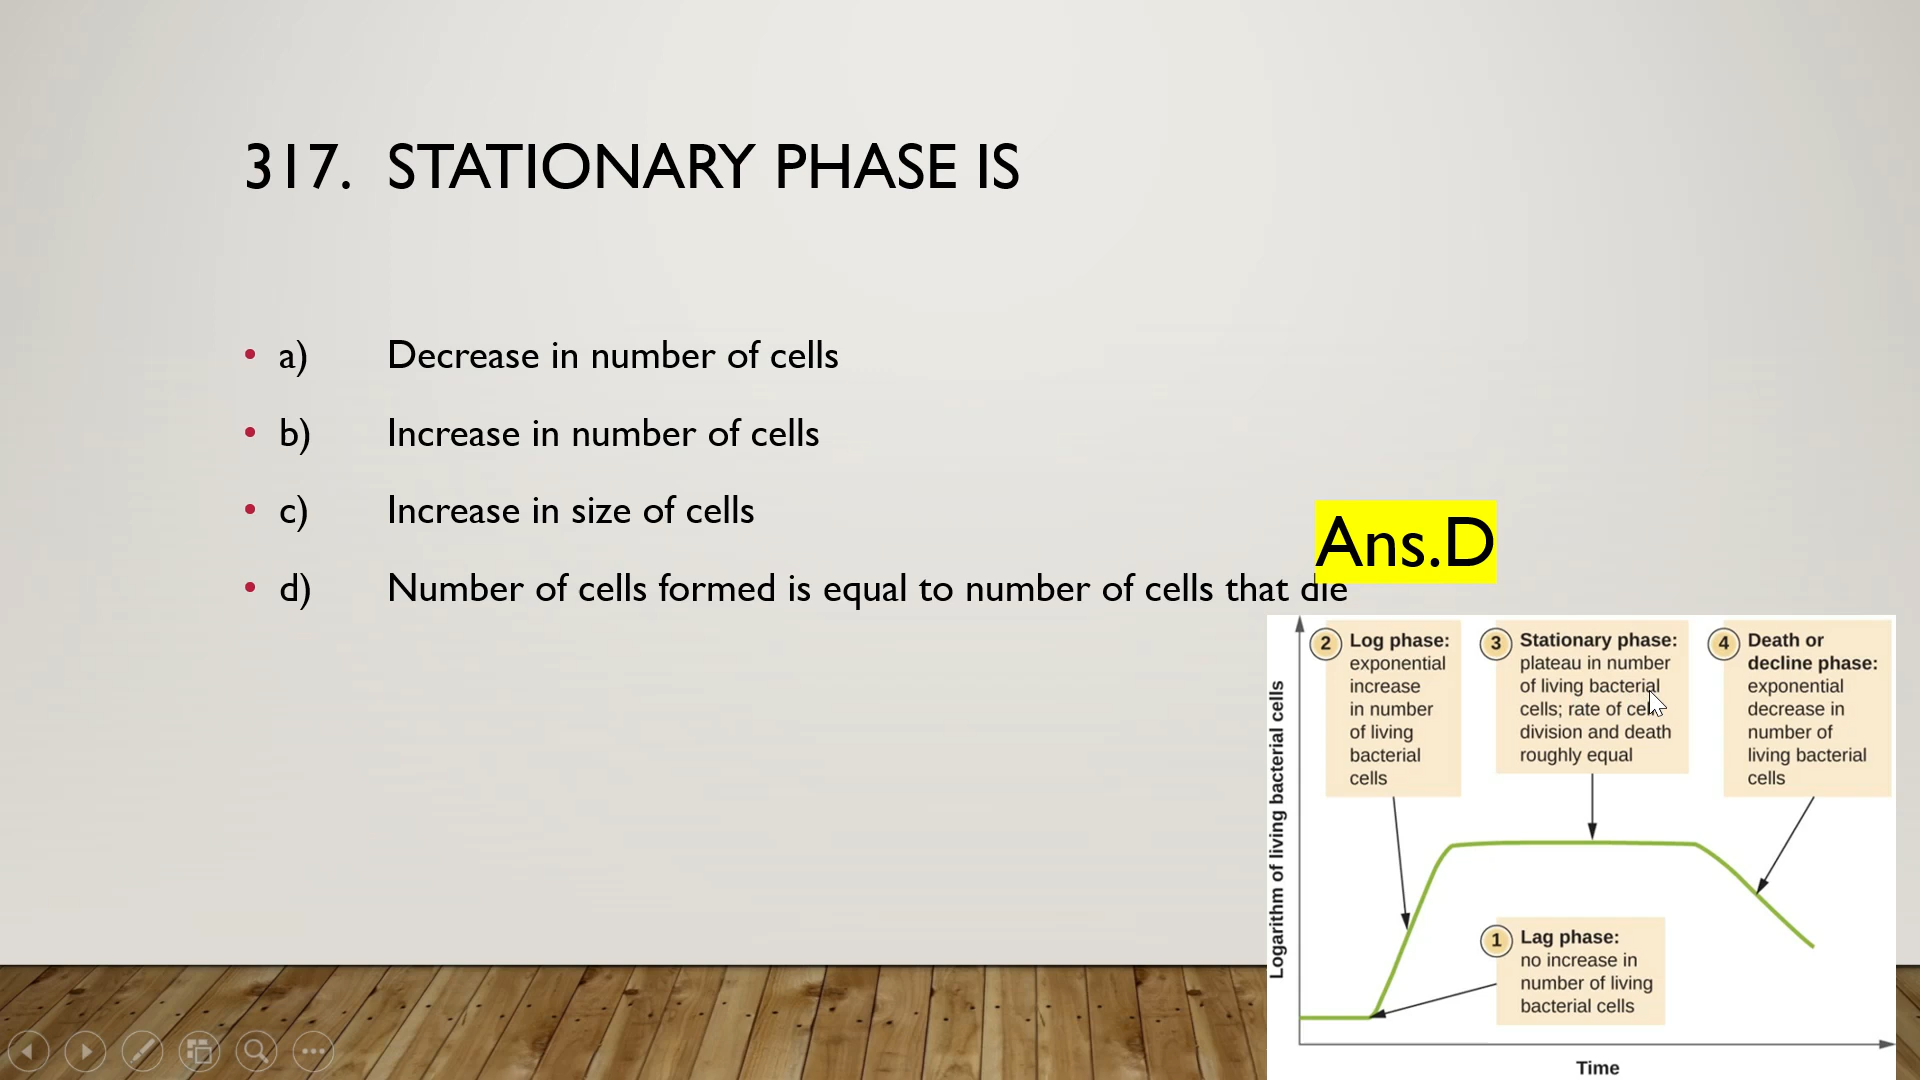 317. STATIONARY PHASE IS
• a) Decrease in number of cells
• b) Increase in number of cells
• c) Increase in size of cells
Ans.D
• d) Number of cells formed is equal to number of cells that die
Logarithm of living bacterial cells
2 Log phase:
exponential
increase
in number
of living
bacterial
cells
3 Stationary phase:
plateau in number
of living bacterial
cells; rate of cell
division and death
roughly equal
4 Death or
decline phase:
exponential
decrease in
number of
living bacterial
cells
1 Lag phase:
no increase in
number of living
bacterial cells
Time